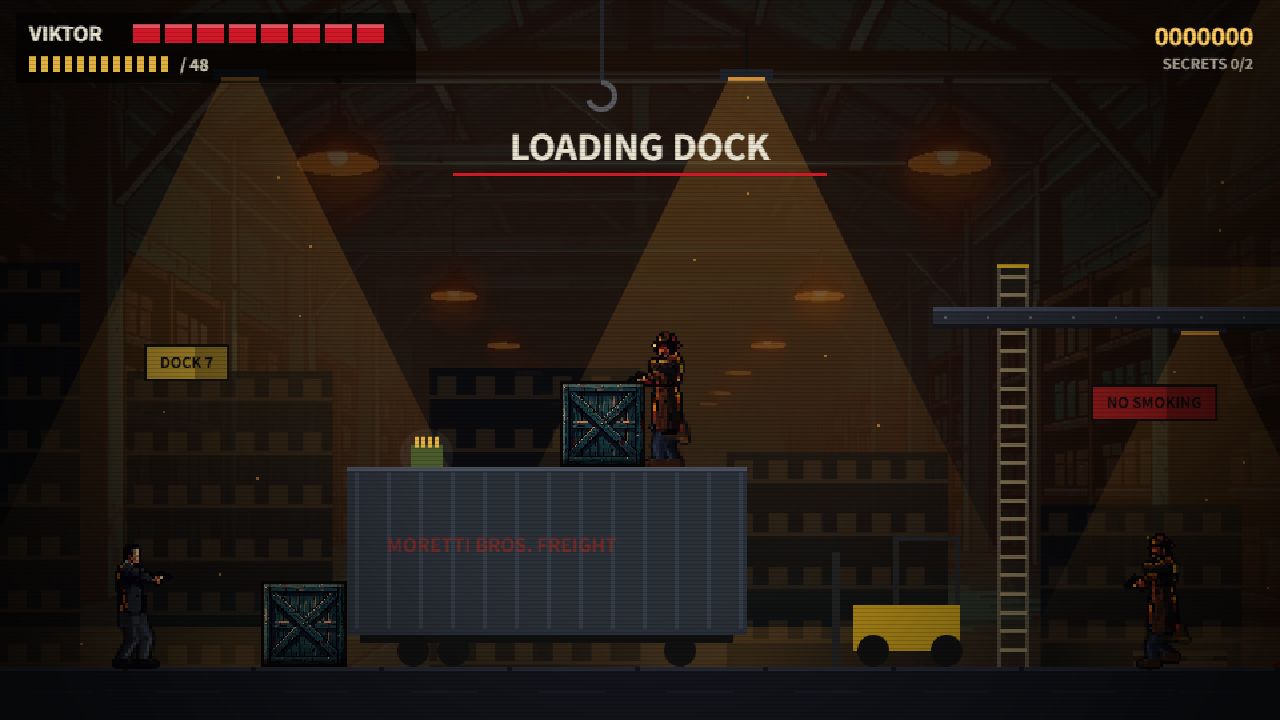 VIKTOR
/ 48
0000000
SECRETS 0/2
LOADING DOCK
DOCK 7
NO SMOKING
MORETTI BROS. FREIGHT